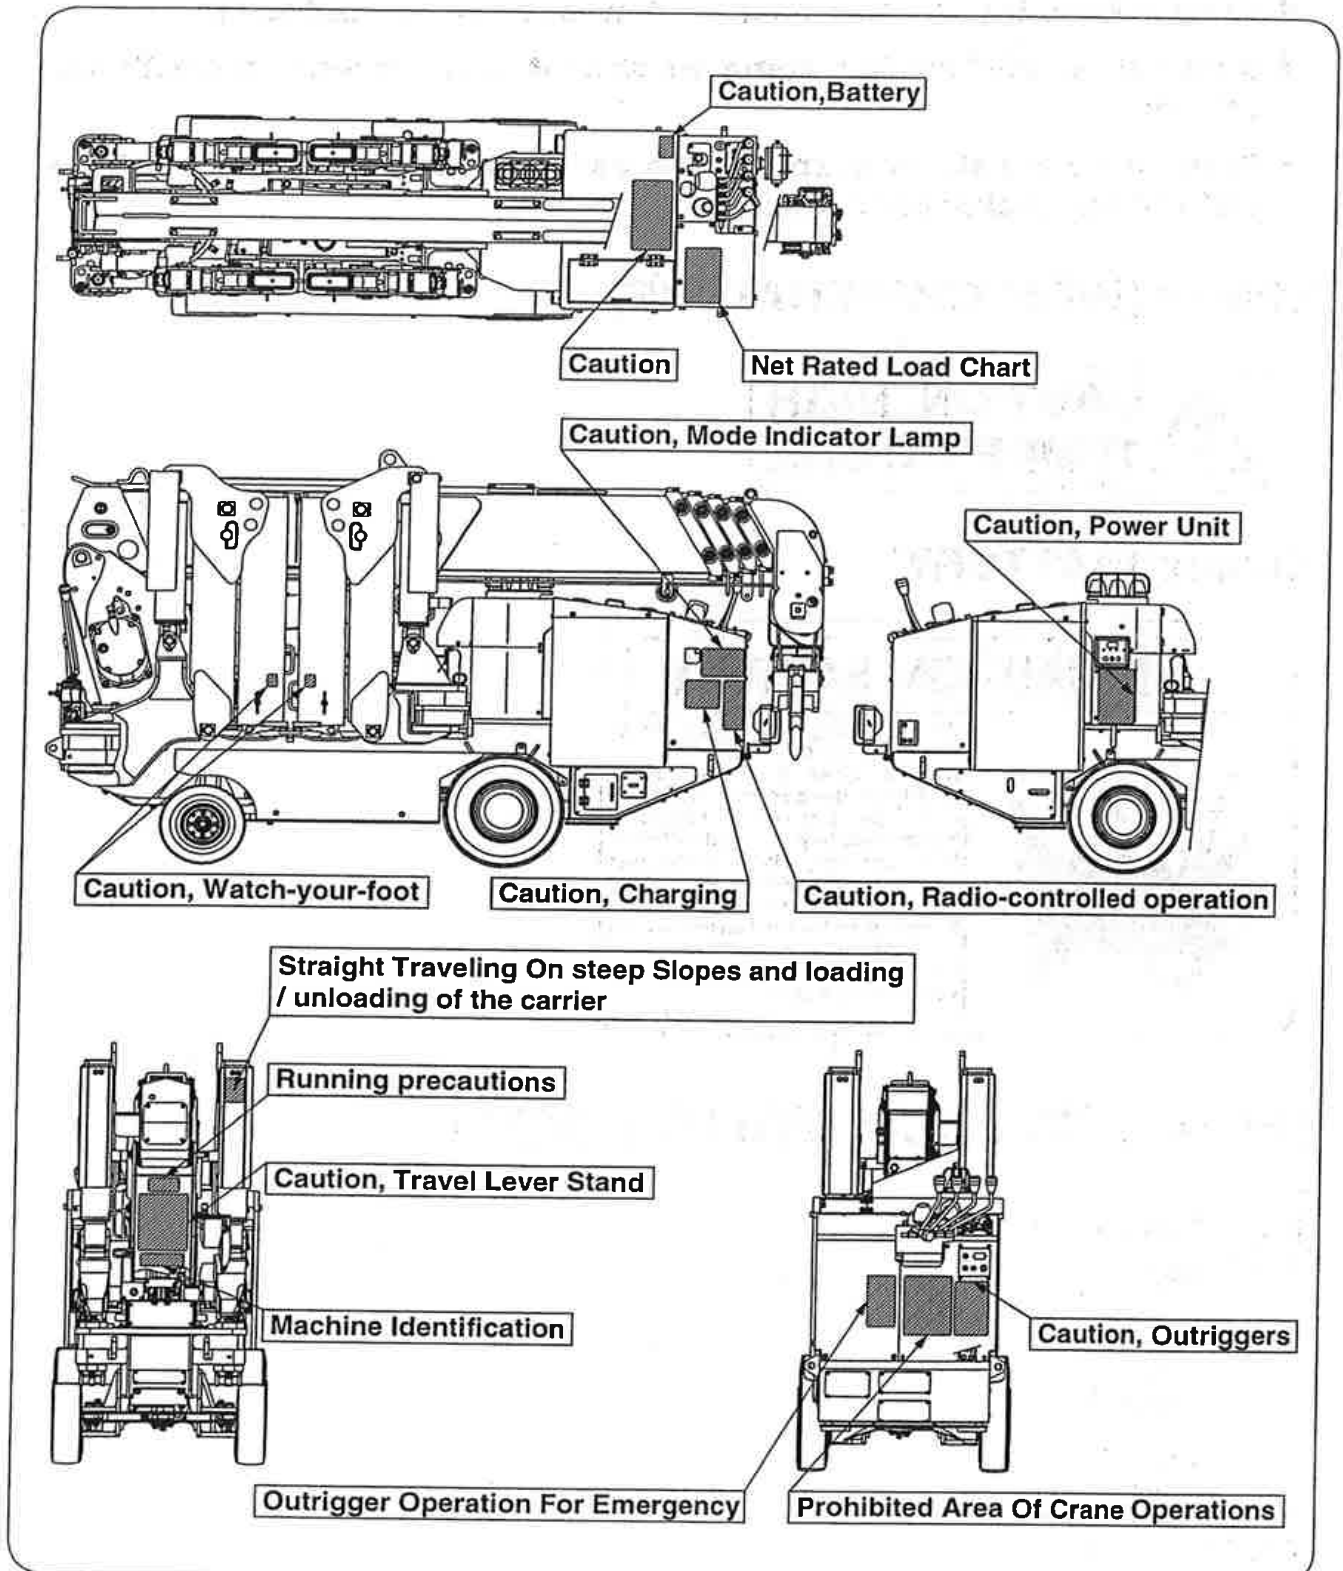 Caution,Battery
Caution
Net Rated Load Chart
Caution, Mode Indicator Lamp
Caution, Power Unit
Caution, Watch-your-foot
Caution, Charging
Caution, Radio-controlled operation
Straight Traveling On steep Slopes and loading
/ unloading of the carrier
Running precautions
Caution, Travel Lever Stand
Machine Identification
Caution, Outriggers
Outrigger Operation For Emergency
Prohibited Area Of Crane Operations